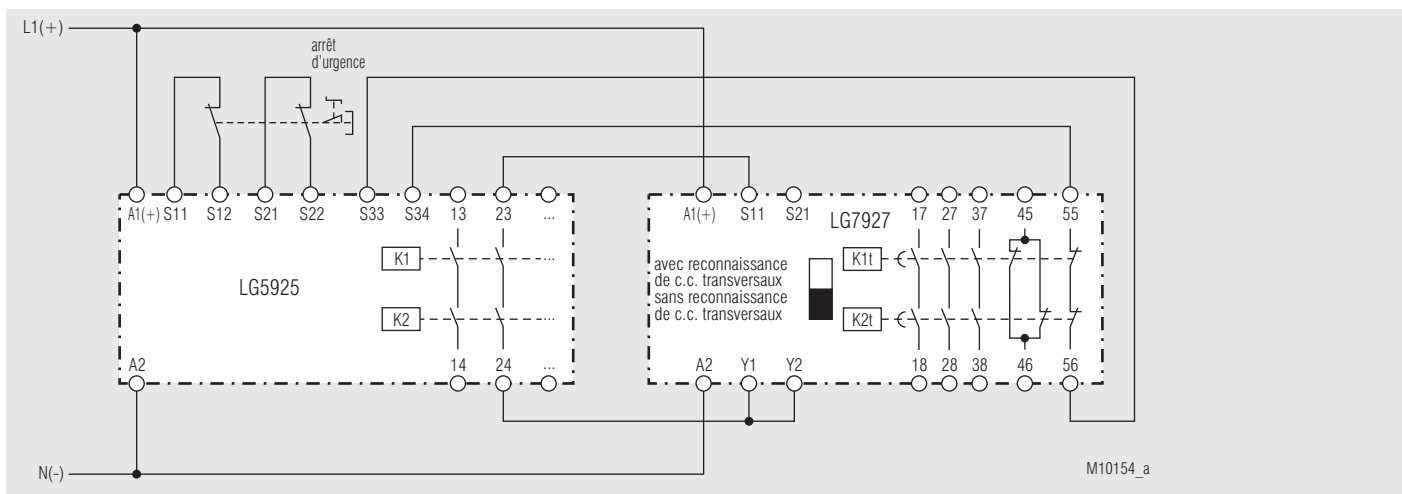 L1(+)
arrêt
d'urgence
A1(+) S11 S12 S21 S22 S33 S34 13 23 ...
A1(+) S11 S21 LG7927 17 27 37 45 55
K1 ...
LG5925
K2 ...
A2 14 24 ...
avec reconnaissance
de c.c. transversaux
sans reconnaissance
de c.c. transversaux
K1t
K2t
A2 Y1 Y2 18 28 38 46 56
N(-)
M10154_a